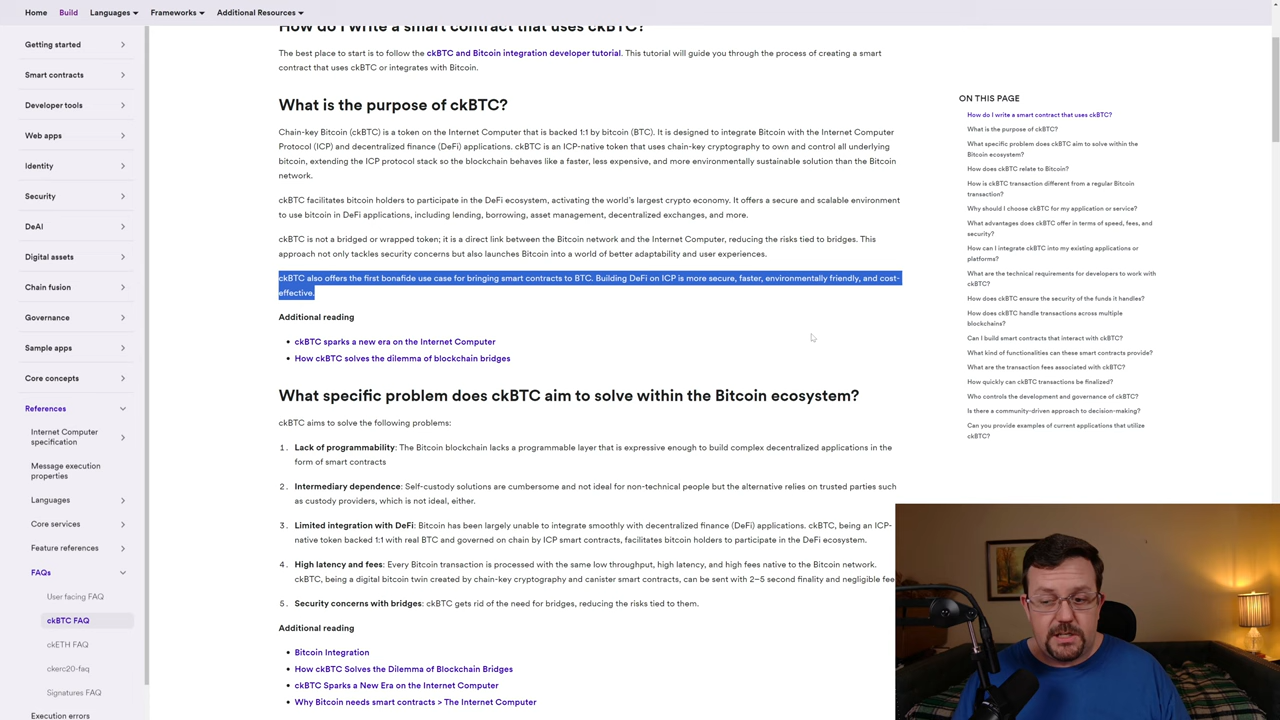 Home Build Languages Frameworks Additional Resources
Getting started
Smart contracts
Developer tools
Web apps
Identity
Security
DeAI
Digital assets
Chain fusion
Governance
Sample apps
Core concepts
References
Internet Computer
specification
Message execution
properties
Languages
Core services
Feature references
FAQs
User facing FAQ
ckBTC FAQ
ckETH FAQ
ckerc20-faq
Signatures FAQ
Execution errors
How do I write a smart contract that uses ckBTC?
The best place to start is to follow the ckBTC and Bitcoin integration developer tutorial. This tutorial will guide you through the process of creating a smart
contract that uses ckBTC or integrates with Bitcoin.
What is the purpose of ckBTC?
Chain-key Bitcoin (ckBTC) is a token on the Internet Computer that is backed 1:1 by bitcoin (BTC). It is designed to integrate Bitcoin with the Internet Computer
Protocol (ICP) and decentralized finance (DeFi) applications. ckBTC is an ICP-native token that uses chain-key cryptography to own and control all underlying
bitcoin, extending the ICP protocol stack so the blockchain behaves like a faster, less expensive, and more environmentally sustainable solution than the Bitcoin
network.
ckBTC facilitates bitcoin holders to participate in the DeFi ecosystem, activating the world's largest crypto economy. It offers a secure and scalable environment
to use bitcoin in DeFi applications, including lending, borrowing, asset management, decentralized exchanges, and more.
ckBTC is not a bridged or wrapped token; it is a direct link between the Bitcoin network and the Internet Computer, reducing the risks tied to bridges. This
approach not only tackles security concerns but also launches Bitcoin into a world of better adaptability and user experiences.
ckBTC also offers the first bonafide use case for bringing smart contracts to BTC. Building DeFi on ICP is more secure, faster, environmentally friendly, and cost-
effective.
Additional reading
• ckBTC sparks a new era on the Internet Computer
• How ckBTC solves the dilemma of blockchain bridges
What specific problem does ckBTC aim to solve within the Bitcoin ecosystem?
ckBTC aims to solve the following problems:
1. Lack of programmability: The Bitcoin blockchain lacks a programmable layer that is expressive enough to build complex decentralized applications in the
form of smart contracts
2. Intermediary dependence: Self-custody solutions are cumbersome and not ideal for non-technical people but the alternative relies on trusted parties such
as custody providers, which is not ideal, either.
3. Limited integration with DeFi: Bitcoin has been largely unable to integrate smoothly with decentralized finance (DeFi) applications. ckBTC, being an ICP-
native token backed 1:1 with real BTC and governed on chain by ICP smart contracts, facilitates bitcoin holders to participate in the DeFi ecosystem.
4. High latency and fees: Every Bitcoin transaction is processed with the same low throughput, high latency, and high fees native to the Bitcoin network.
ckBTC, being a digital bitcoin twin created by chain-key cryptography and canister smart contracts, can be sent with 2–5 second finality and negligible fee
5. Security concerns with bridges: ckBTC gets rid of the need for bridges, reducing the risks tied to them.
Additional reading
• Bitcoin Integration
• How ckBTC Solves the Dilemma of Blockchain Bridges
• ckBTC Sparks a New Era on the Internet Computer
• Why Bitcoin needs smart contracts > The Internet Computer
ON THIS PAGE
How do I write a smart contract that uses ckBTC?
What is the purpose of ckBTC?
What specific problem does ckBTC aim to solve within the
Bitcoin ecosystem?
How does ckBTC relate to Bitcoin?
How is ckBTC transaction different from a regular Bitcoin
transaction?
Why should I choose ckBTC for my application or service?
What advantages does ckBTC offer in terms of speed, fees, and
security?
How can I integrate ckBTC into my existing applications or
platforms?
What are the technical requirements for developers to work with
ckBTC?
How does ckBTC ensure the security of the funds it handles?
How does ckBTC handle transactions across multiple
blockchains?
Can I build smart contracts that interact with ckBTC?
What kind of functionalities can these smart contracts provide?
What are the transaction fees associated with ckBTC?
How quickly can ckBTC transactions be finalized?
Who controls the development and governance of ckBTC?
Is there a community-driven approach to decision-making?
Can you provide examples of current applications that utilize
ckBTC?